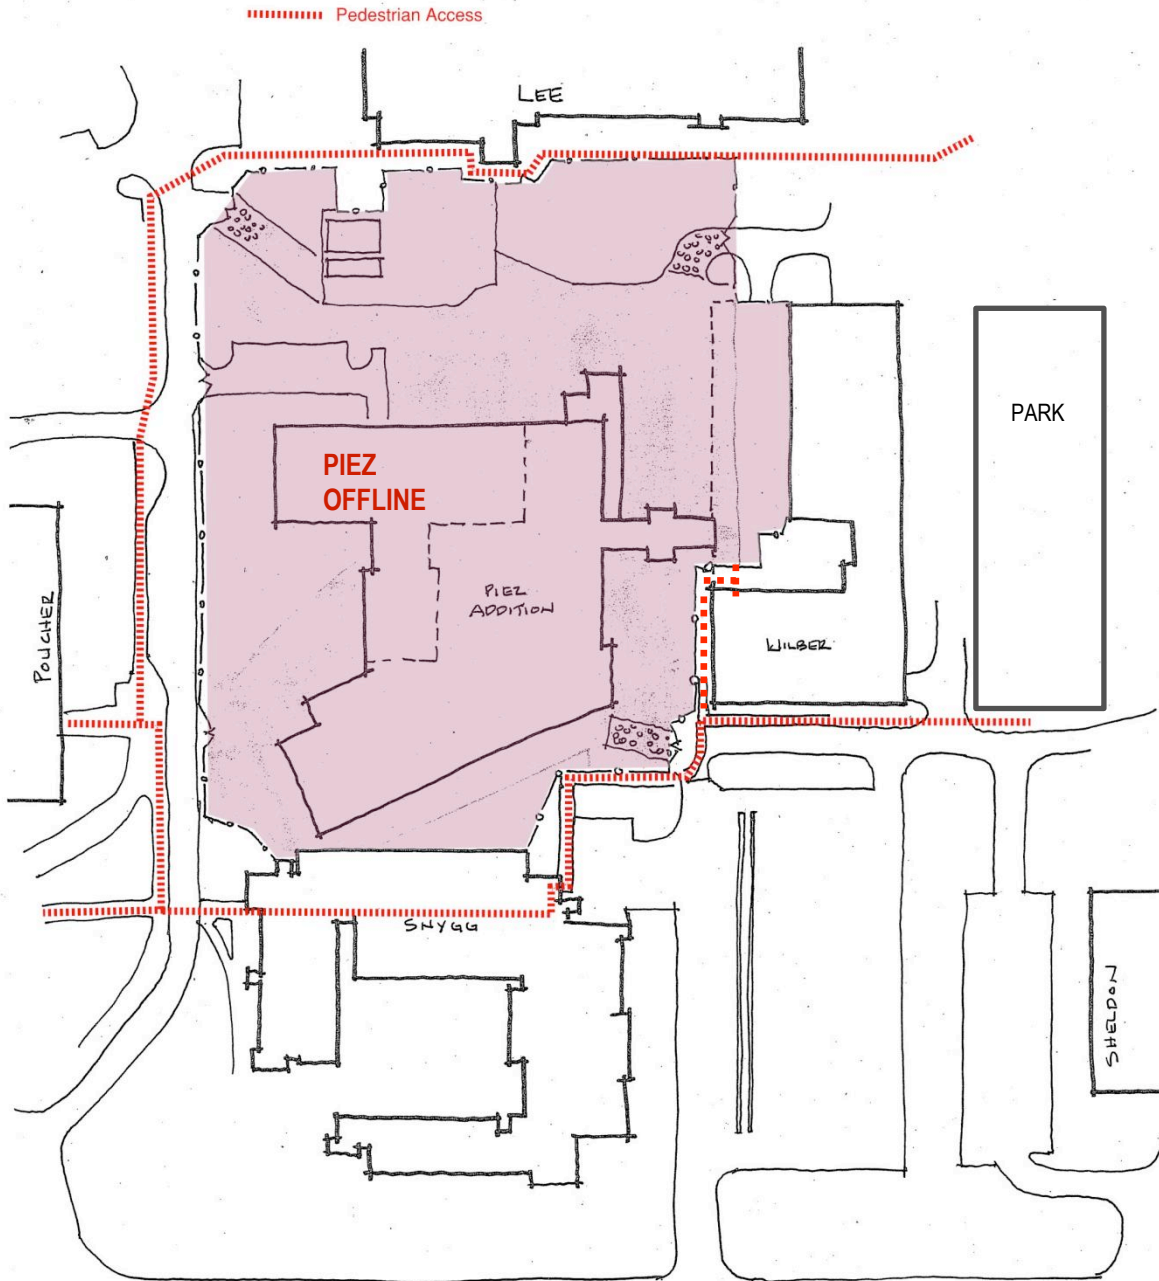 Pedestrian Access
LEE
PARK
PIEZ
OFFLINE
PIEZ
ADDITION
POUCHER
WILBER
SNYGG
SHELDON